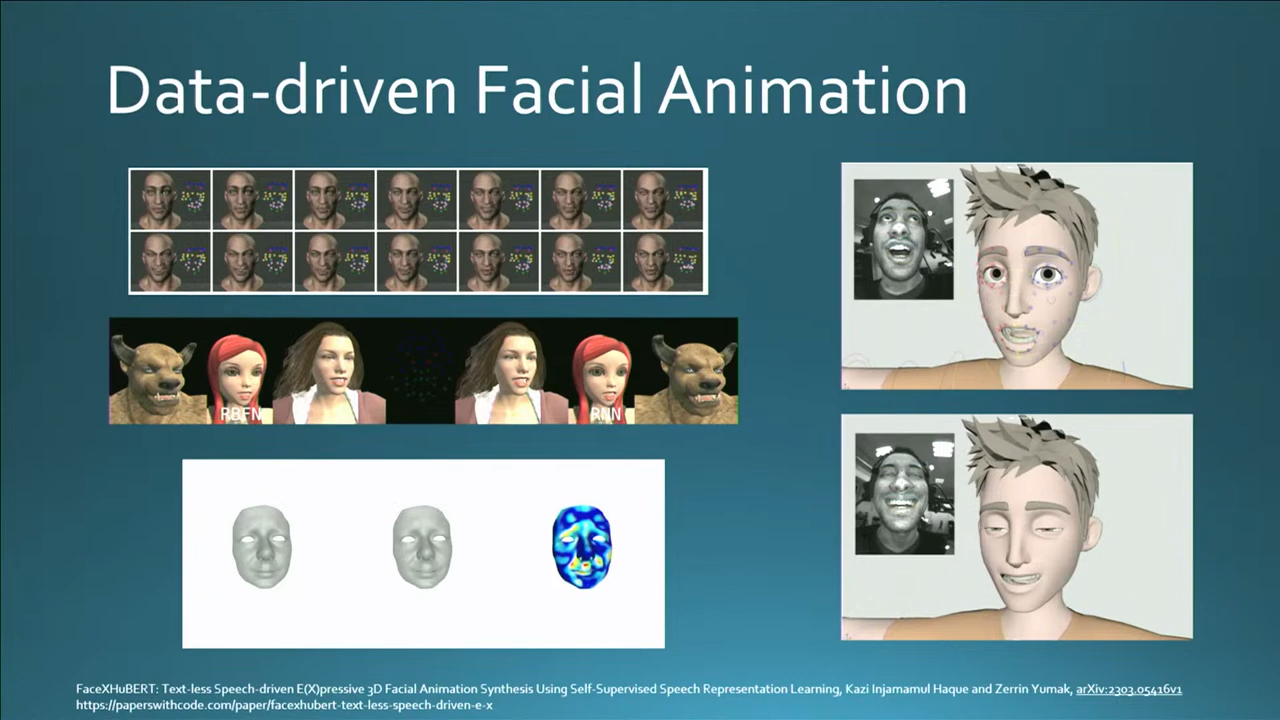 Data-driven Facial Animation
RBFN
RNN
FaceXHuBERT: Text-less Speech-driven E(X)pressive 3D Facial Animation Synthesis Using Self-Supervised Speech Representation Learning, Kazi Injamamul Haque and Zerrin Yumak, arXiv:2303.05416v1
https://paperswithcode.com/paper/facexhubert-text-less-speech-driven-e-x